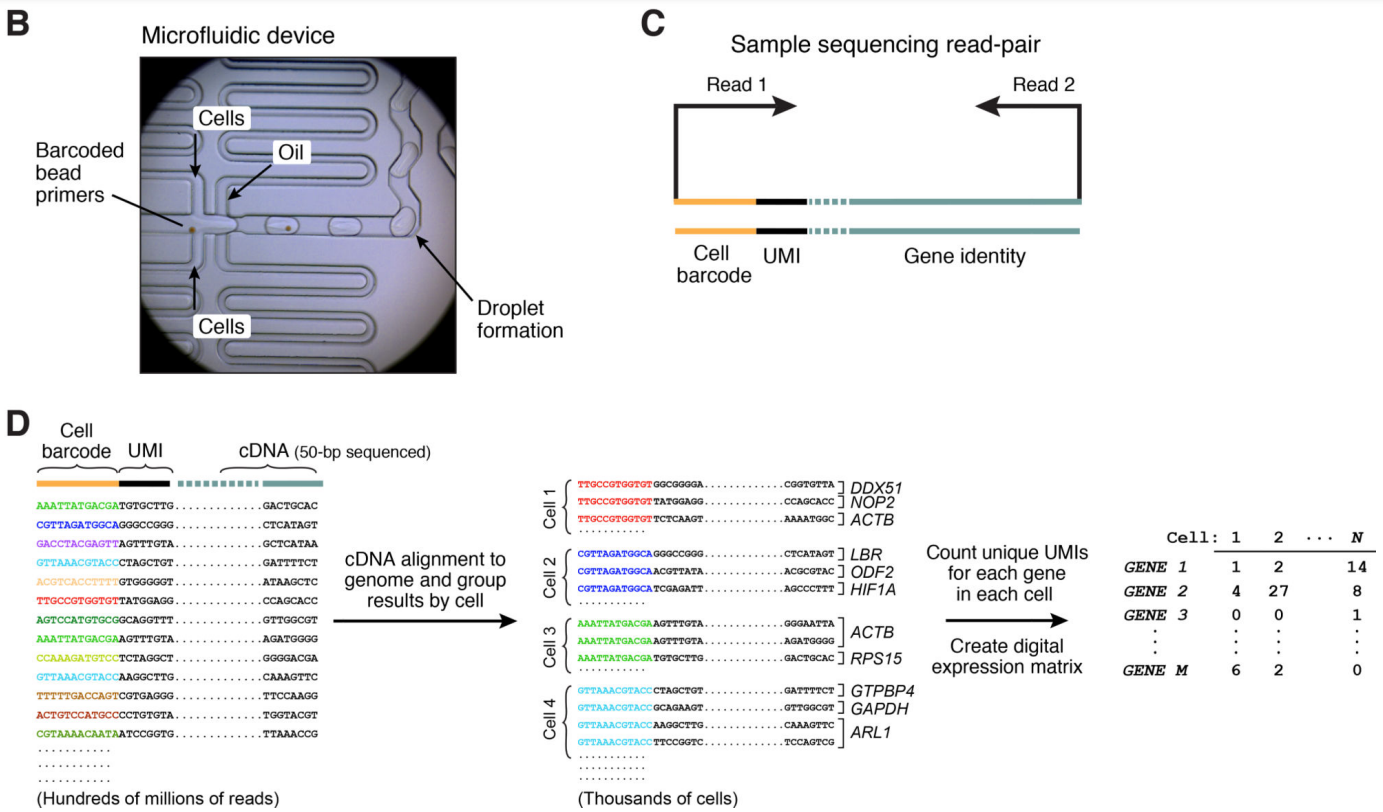 B
Microfluidic device
Cells
Oil
Barcoded
bead
primers
Cells
Droplet
formation
C
Sample sequencing read-pair
Read 1
Read 2
Cell
barcode
UMI
Gene identity
D
Cell
barcode
UMI
cDNA (50-bp sequenced)
AAATTATGACGATGTGCTTG..............GACTGCAC
CGTTAGATGGCAGGGCCGGG..............CTCATAGT
GACCTACGAGTTAGTTTGTA..............GCTCATAA
GTTAAACGTACCCTAGCTGT..............GATTTTCT
ACGTCACCTTTTGTGGGGGT..............ATAAGCTC
TTGCCGTGGTGTTATGGAGG..............CCAGCACC
AGTCCATGTGCGGCAGGTTT..............GTTGGCGT
AAATTATGACGAAGTTTGTA..............AGATGGGG
CCAAAGATGTCCTCTAGGCT..............GGGGACGA
GTTAAACGTACCAAGGCTTG..............CAAAGTTC
TTTTTGACCAGTCGTGAGGG..............TTCCAAGG
ACTGTCCATGCCCCTGTGTA..............TGGTACGT
CGTAAAACAATAATCCGGTG..............TTAAACCG
...........
...........
...........
(Hundreds of millions of reads)
cDNA alignment to
genome and group
results by cell
Cell 1
TTGCCGTGGTGTGGCGGGGA..............CGGTGTTA DDX51
TTGCCGTGGTGTTATGGAGG..............CCAGCACC NOP2
TTGCCGTGGTGTTCTCAAGT..............AAAATGGC ACTB
...........
Cell 2
CGTTAGATGGCAGGGCCGGG..............CTCATAGT LBR
CGTTAGATGGCAACGTTATA..............ACGCGTAC ODF2
CGTTAGATGGCATCGAGATT..............AGCCCTTT HIF1A
...........
Cell 3
AAATTATGACGAAGTTTGTA..............GGGAATTA ACTB
AAATTATGACGAAGTTTGTA..............AGATGGGG
AAATTATGACGATGTGCTTG..............GACTGCAC RPS15
...........
Cell 4
GTTAAACGTACCCTAGCTGT..............GATTTTCT GTPBP4
GTTAAACGTACCGCAGAAGT..............GTTGGCGT GAPDH
GTTAAACGTACCAAGGCTTG..............CAAAGTTC ARL1
GTTAAACGTACCTTCCGGTC..............TCCAGTCG
...........
...........
...........
(Thousands of cells)
Count unique UMIs
for each gene
in each cell
Create digital
expression matrix
Cell: 1 2 ... N
GENE 1 1 2 14
GENE 2 4 27 8
GENE 3 0 0 1
. . . .
. . . .
. . . .
GENE M 6 2 0